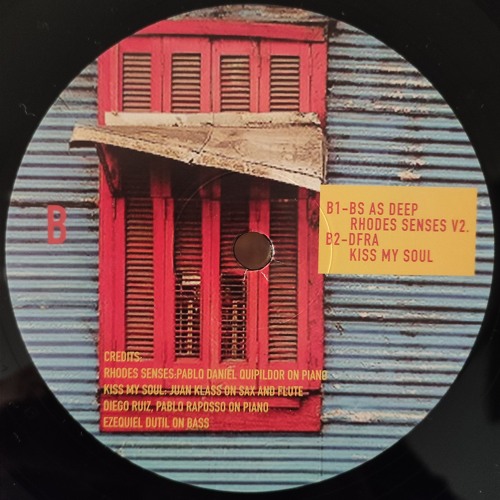 B
B1-BS AS DEEP
RHODES SENSES V2.
B2-DFRA
KISS MY SOUL
CREDITS:
RHODES SENSES:PABLO DANIEL QUIPILDOR ON PIANO
KISS MY SOUL: JUAN KLASS ON SAX AND FLUTE
DIEGO RUIZ, PABLO RAPOSSO ON PIANO
EZEQUIEL DUTIL ON BASS